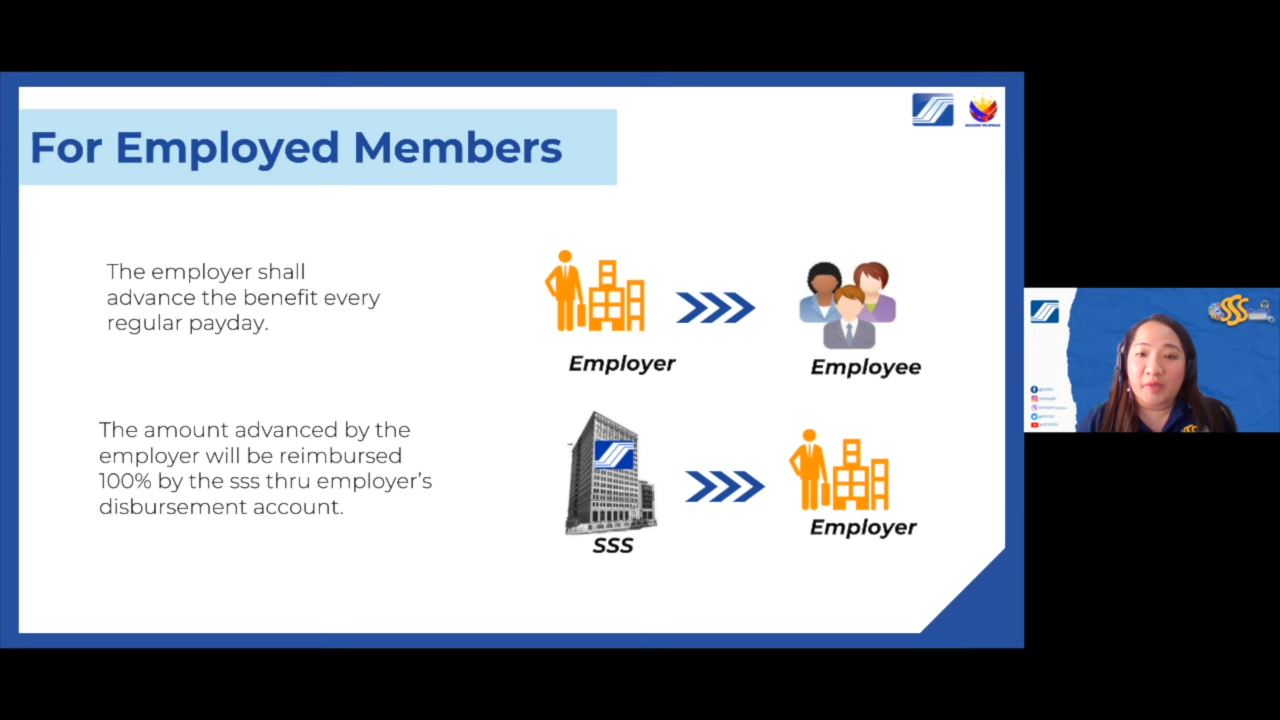 For Employed Members
The employer shall
advance the benefit every
regular payday.
Employer
Employee
The amount advanced by the
employer will be reimbursed
100% by the sss thru employer's
disbursement account.
SSS
Employer
SSS